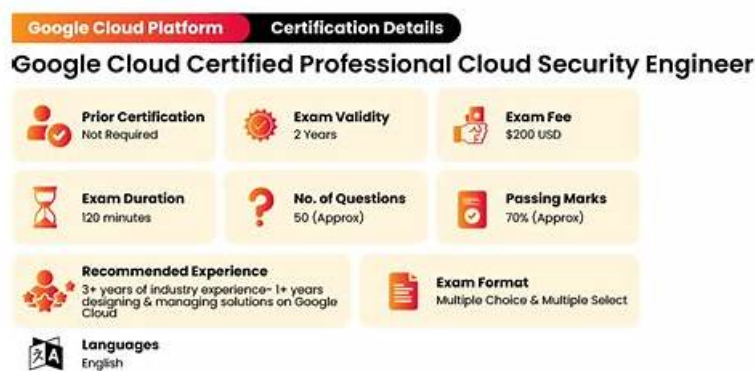 Google Cloud Platform Certification Details
Google Cloud Certified Professional Cloud Security Engineer
Prior Certification
Not Required
Exam Validity
2 Years
Exam Fee
$200 USD
Exam Duration
120 minutes
No. of Questions
50 (Approx)
Passing Marks
70% (Approx)
Recommended Experience
3+ years of industry experience- 1+ years
designing & managing solutions on Google
Cloud
Exam Format
Multiple Choice & Multiple Select
Languages
English